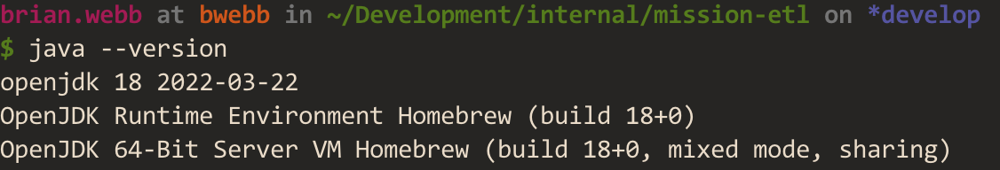 brian.webb at bwebb in ~/Development/internal/mission-etl on *develop
$ java --version
openjdk 18 2022-03-22
OpenJDK Runtime Environment Homebrew (build 18+0)
OpenJDK 64-Bit Server VM Homebrew (build 18+0, mixed mode, sharing)